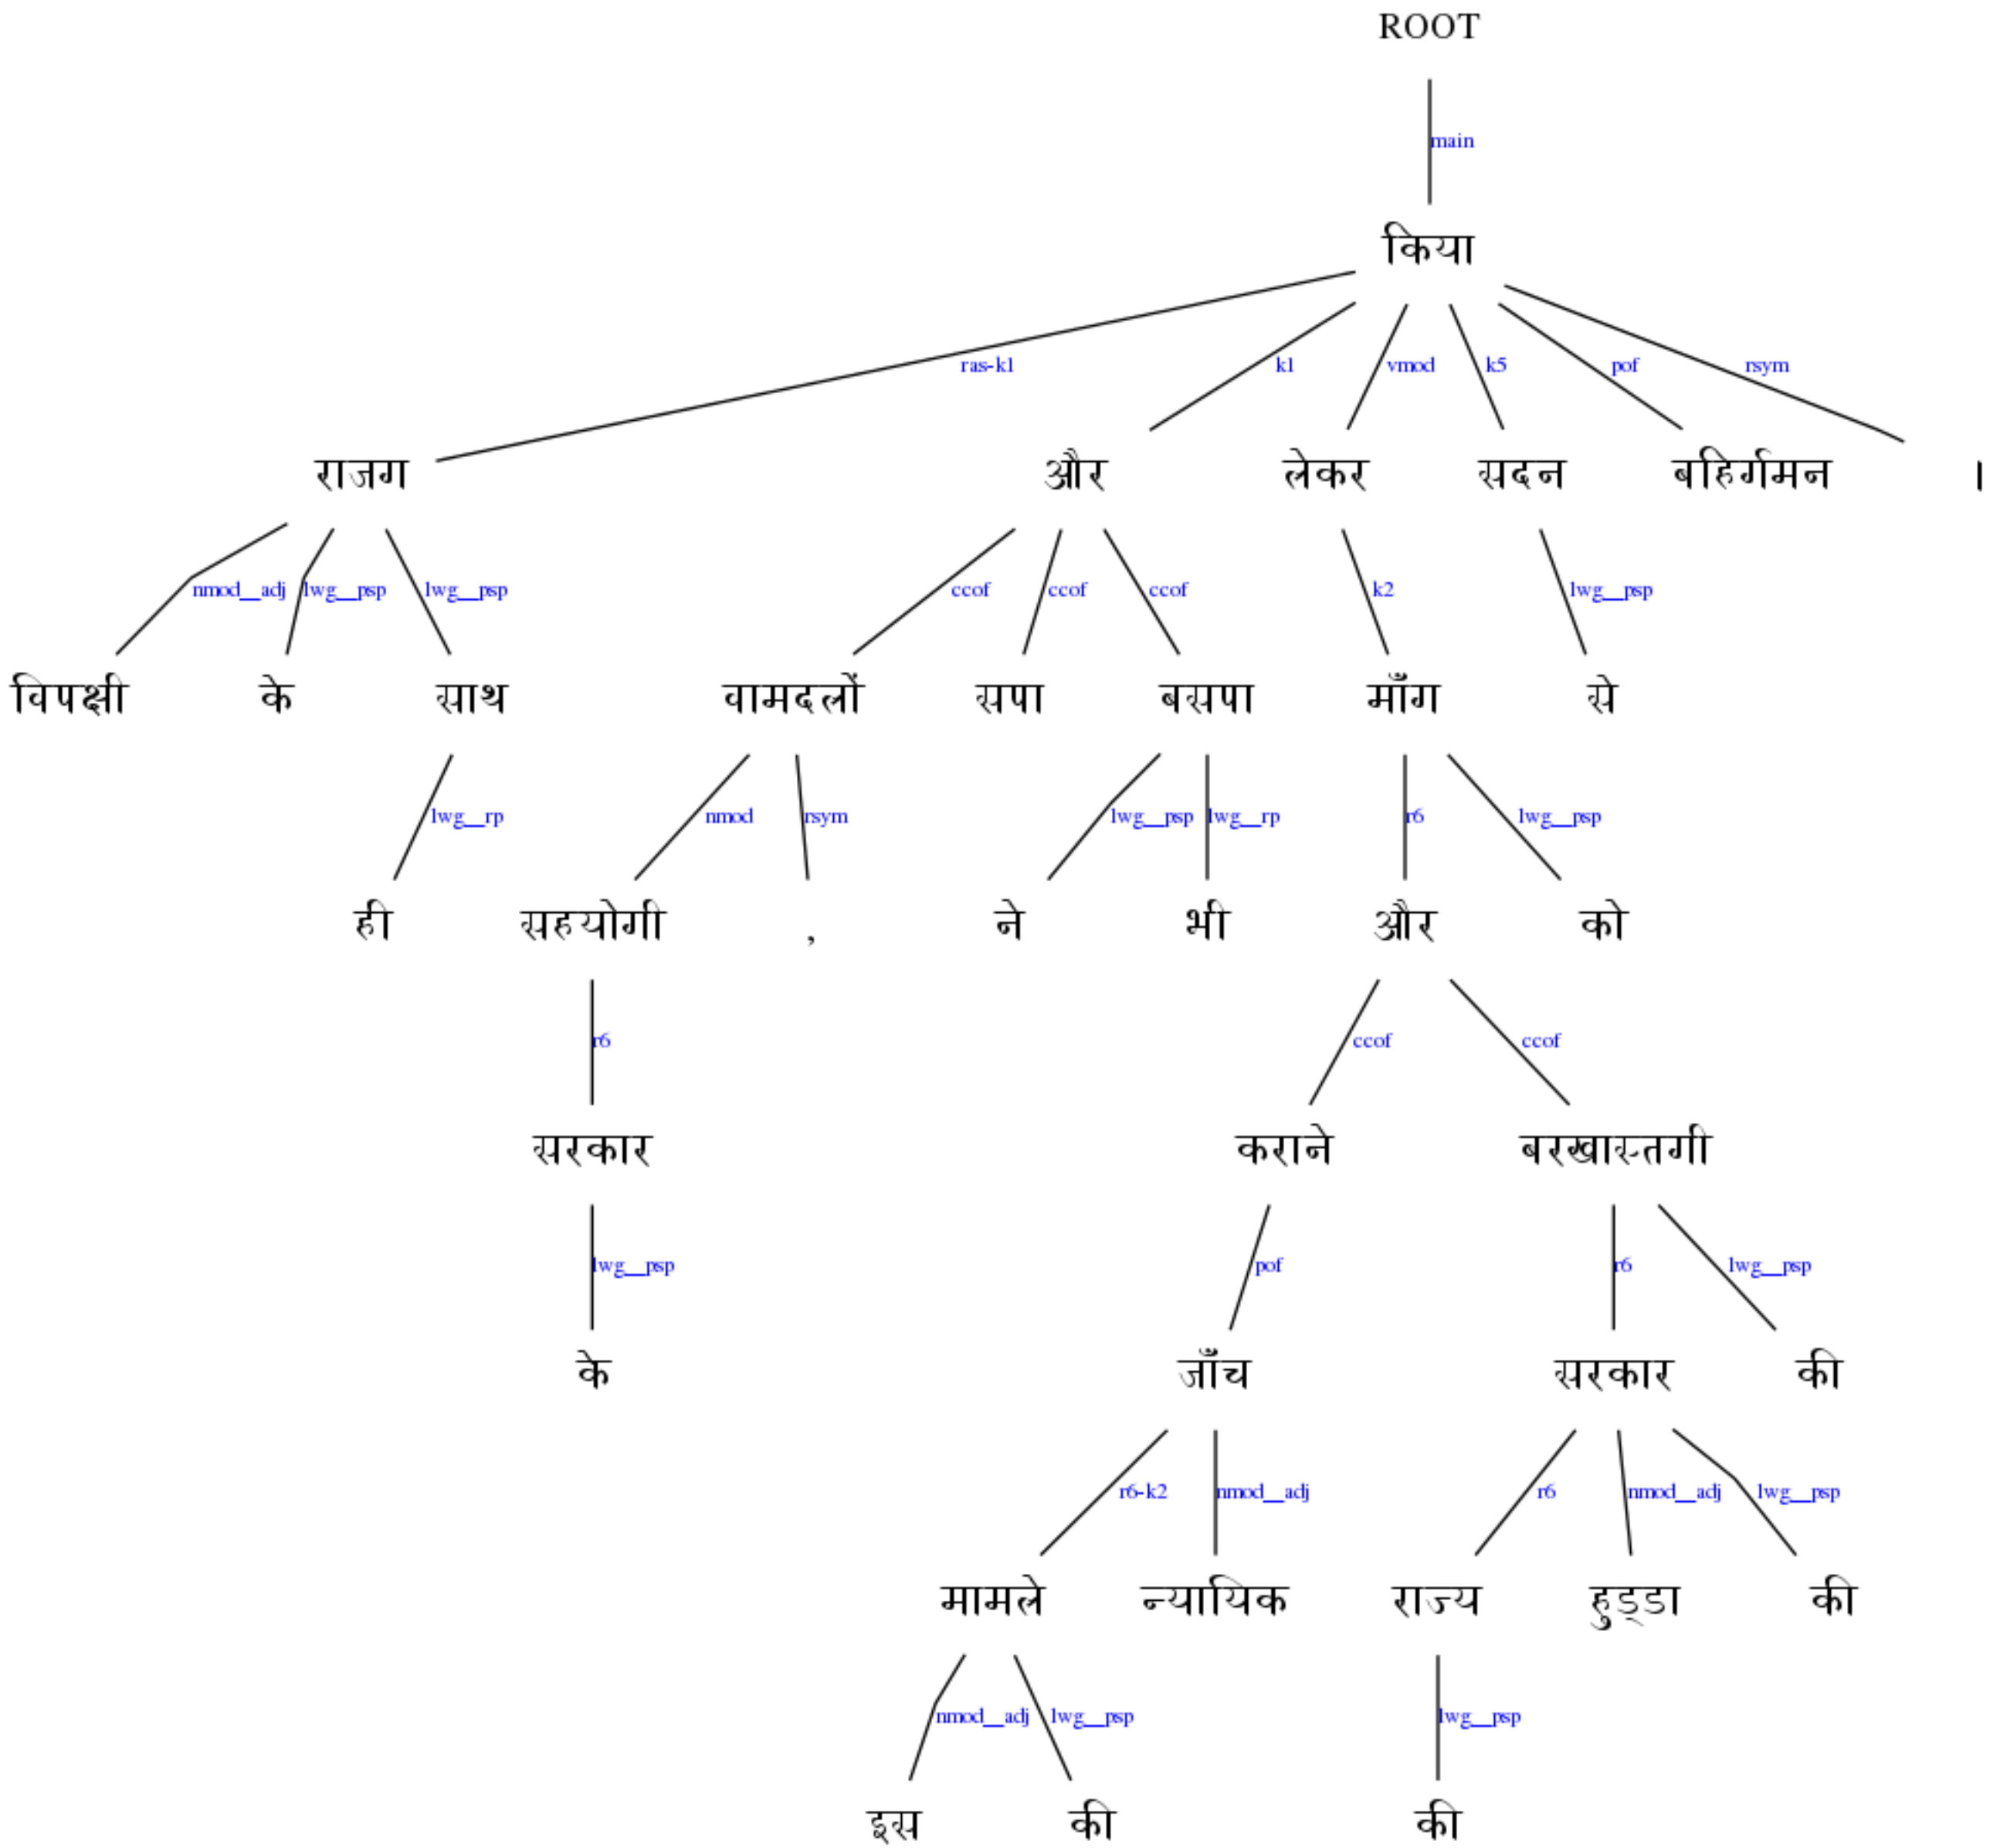 ROOT
main
किया
ras-k1 k1 vmod k5 pof rsym
राजग और लेकर सदन बहिर्गमन ।
nmod__adj lwg__psp lwg__psp ccof ccof ccof k2 lwg__psp
विपक्षी के साथ वामदलों सपा बसपा माँग से
lwg__rp nmod rsym lwg__psp lwg__rp r6 lwg__psp
ही सहयोगी , ने भी और को
r6 ccof ccof
सरकार कराने बरखास्तगी
lwg__psp pof r6 lwg__psp
के जाँच सरकार की
r6-k2 nmod__adj r6 nmod__adj lwg__psp
मामले न्यायिक राज्य हुड्डा की
nmod__adj lwg__psp lwg__psp
इस की की